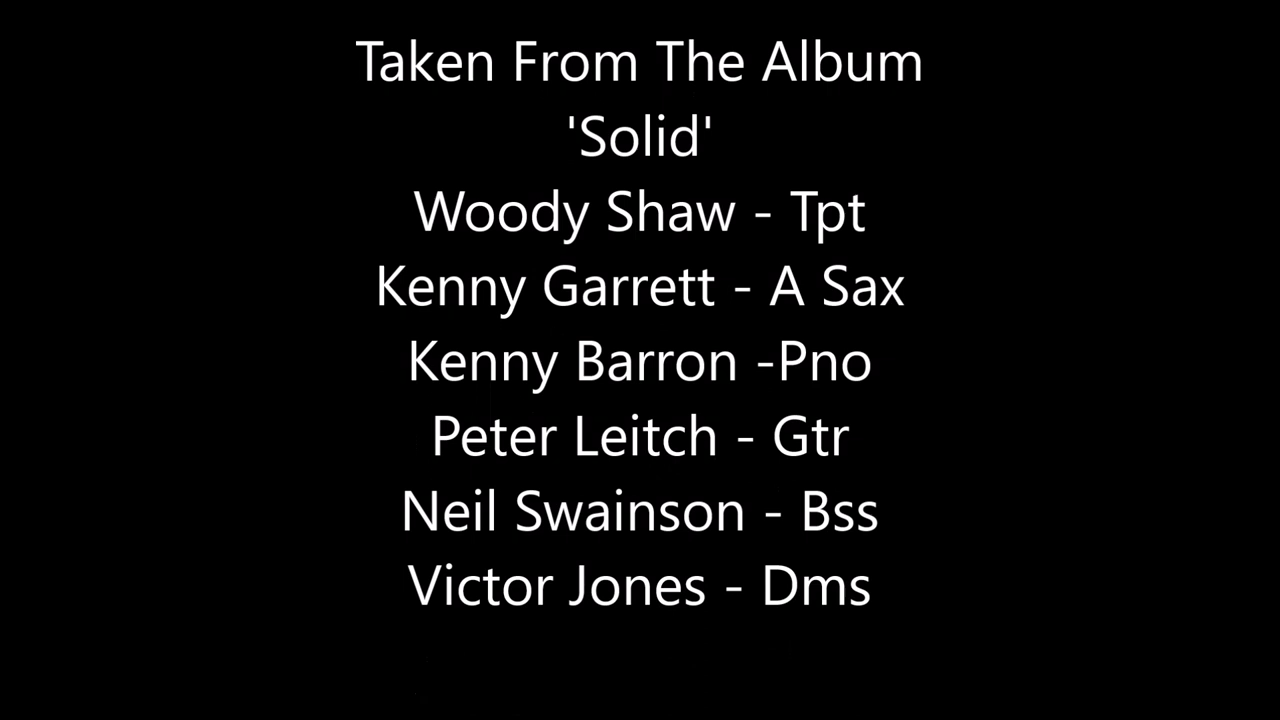 Taken From The Album
'Solid'
Woody Shaw - Tpt
Kenny Garrett - A Sax
Kenny Barron -Pno
Peter Leitch - Gtr
Neil Swainson - Bss
Victor Jones - Dms